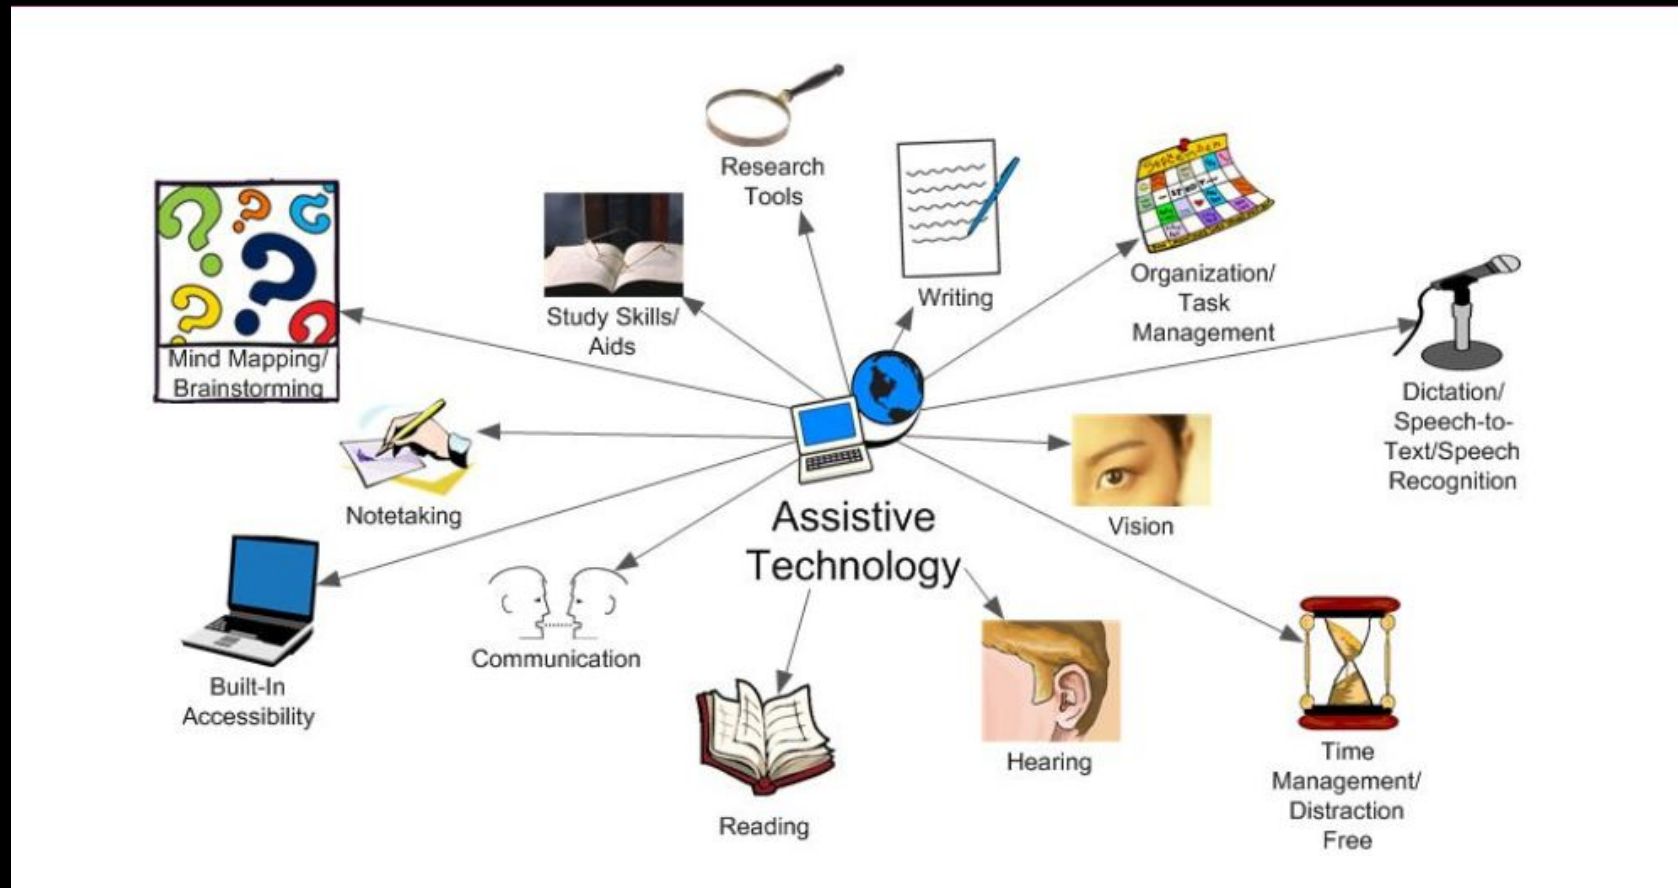 Research
Tools
September
Writing
Organization/
Task
Management
Study Skills/
Aids
Mind Mapping/
Brainstorming
Dictation/
Speech-to-
Text/Speech
Recognition
Notetaking
Assistive
Technology
Vision
Communication
Built-In
Accessibility
Hearing
Reading
Time
Management/
Distraction
Free